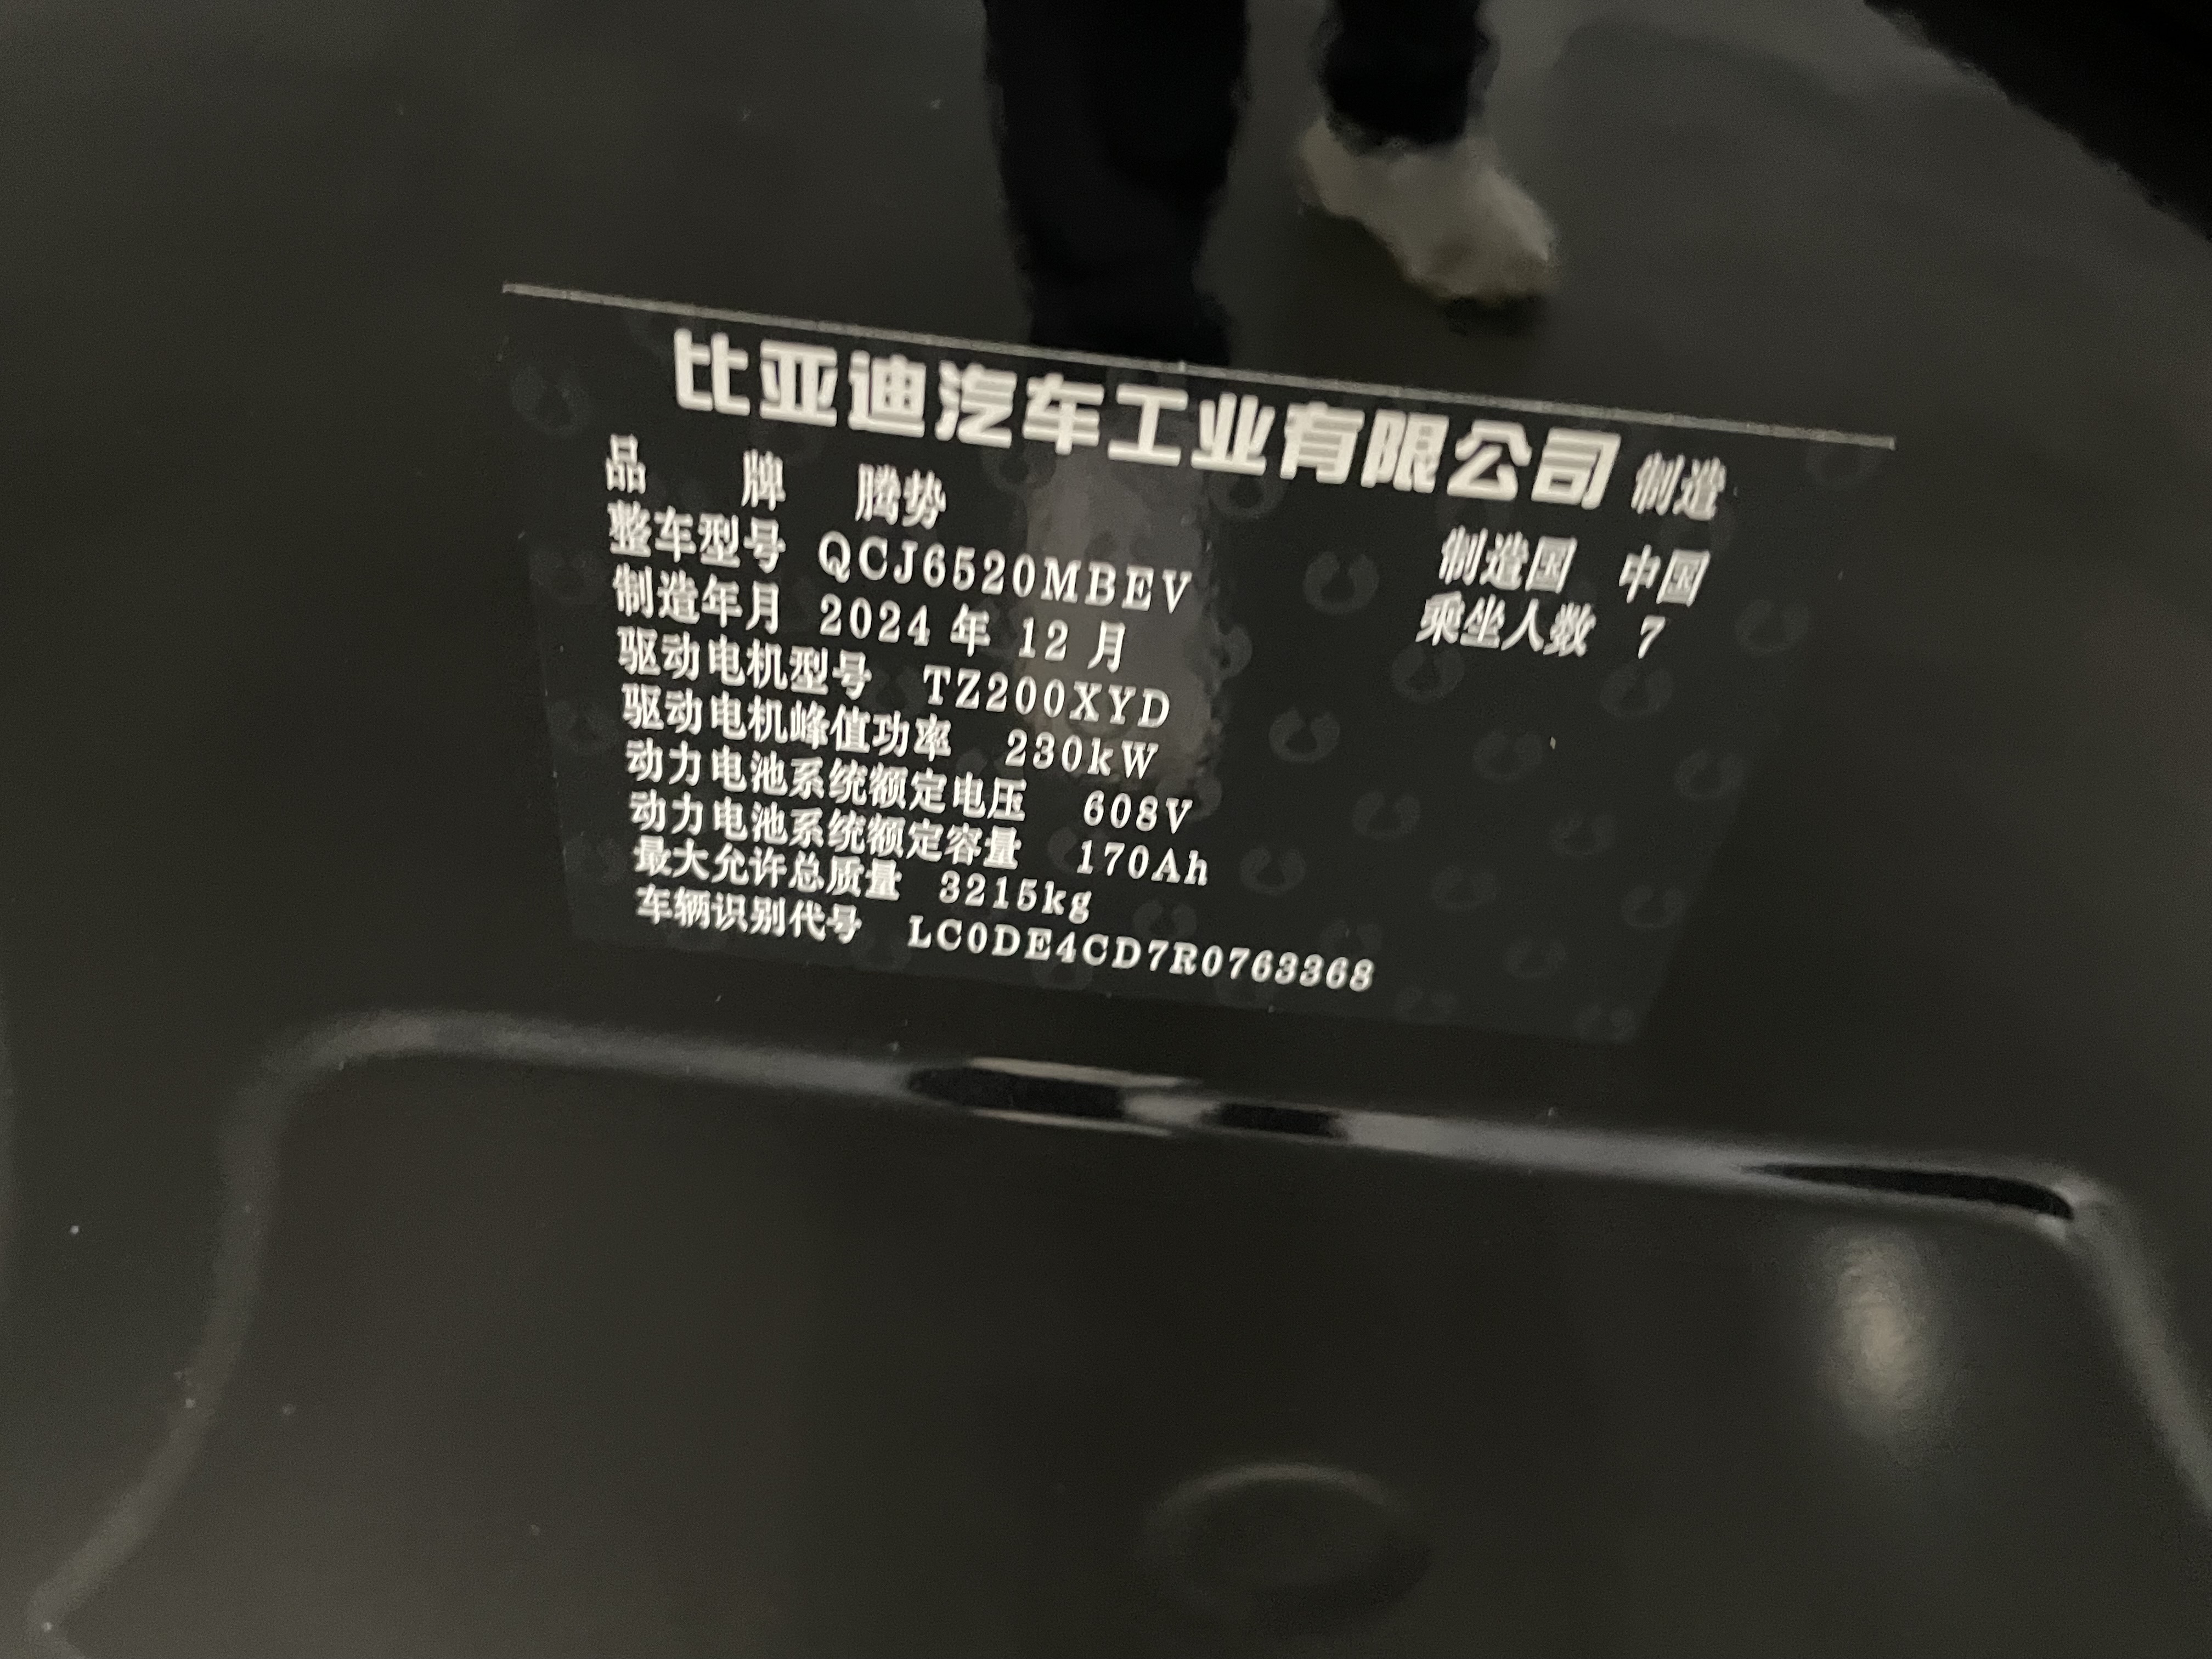 比亚迪汽车工业有限公司 制造
品 牌 腾势 制造国 中国
整车型号 QCJ6520MBEV 乘坐人数 7
制造年月 2024 年 12 月
驱动电机型号 TZ200XYD
驱动电机峰值功率 230kW
动力电池系统额定电压 608V
动力电池系统额定容量 170Ah
最大允许总质量 3215kg
车辆识别代号 LC0DE4CD7R0763368